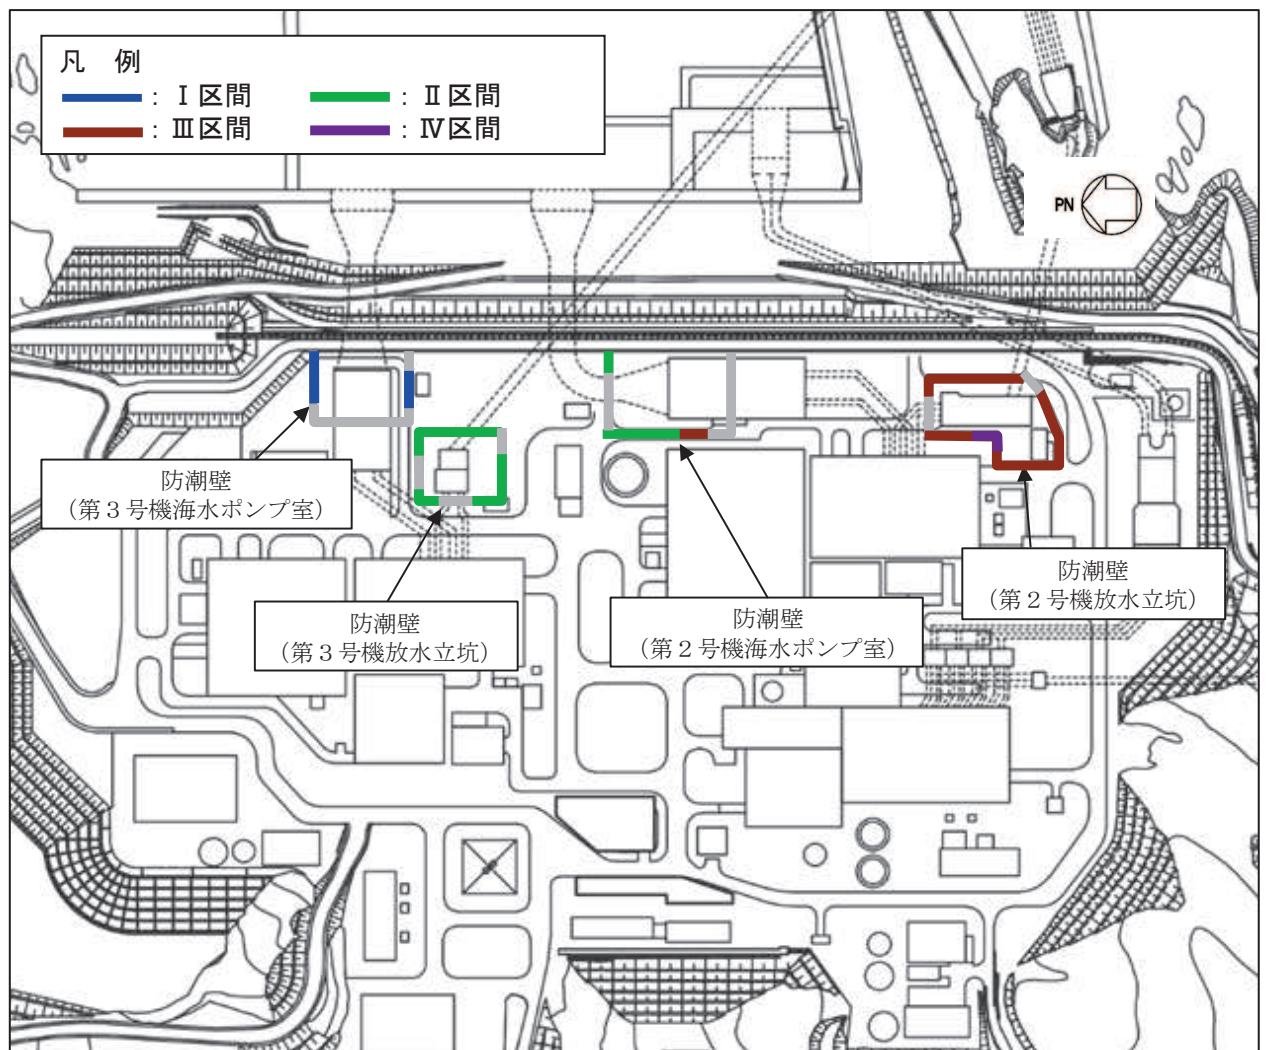 凡 例
: Ⅰ区間
: Ⅱ区間
: Ⅲ区間
: Ⅳ区間
PN
防潮壁
(第3号機海水ポンプ室)
防潮壁
(第3号機放水立坑)
防潮壁
(第2号機海水ポンプ室)
防潮壁
(第2号機放水立坑)